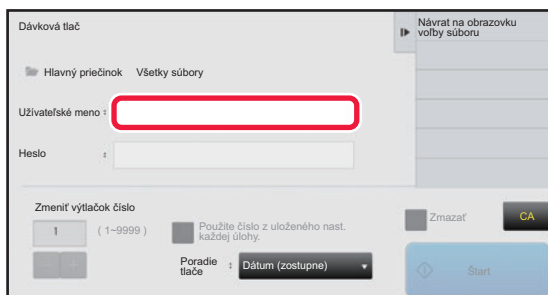 Dávková tlač
Návrat na obrazovku
voľby súboru
Hlavný priečinok Všetky súbory
Užívateľské meno :
Heslo :
Zmeniť výtlačok číslo
1 ( 1~9999 )
Použite číslo z uloženého nast.
každej úlohy.
Zmazať
CA
Poradie
tlače : Dátum (zostupne)
Štart